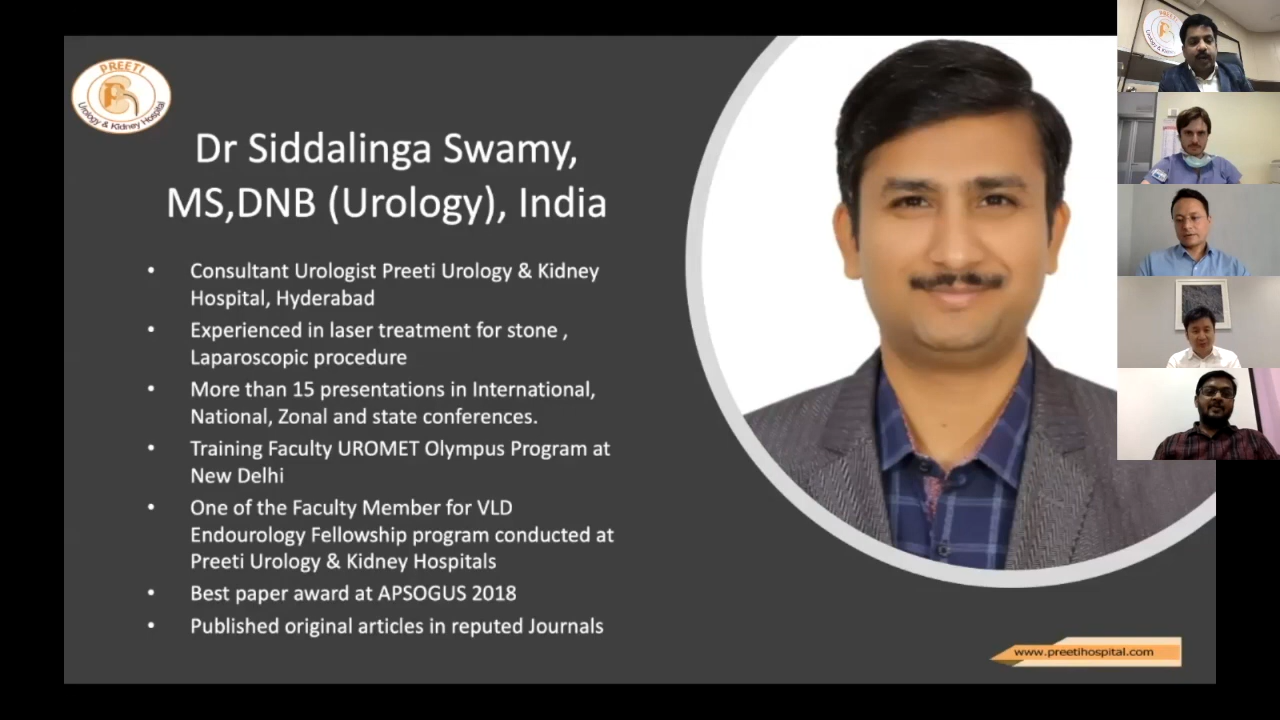 PREETI
Urology & Kidney Hospital
Dr Siddalinga Swamy,
MS,DNB (Urology), India
• Consultant Urologist Preeti Urology & Kidney
Hospital, Hyderabad
• Experienced in laser treatment for stone ,
Laparoscopic procedure
• More than 15 presentations in International,
National, Zonal and state conferences.
• Training Faculty UROMET Olympus Program at
New Delhi
• One of the Faculty Member for VLD
Endourology Fellowship program conducted at
Preeti Urology & Kidney Hospitals
• Best paper award at APSOGUS 2018
• Published original articles in reputed Journals
www.preetihospital.com
PREETI